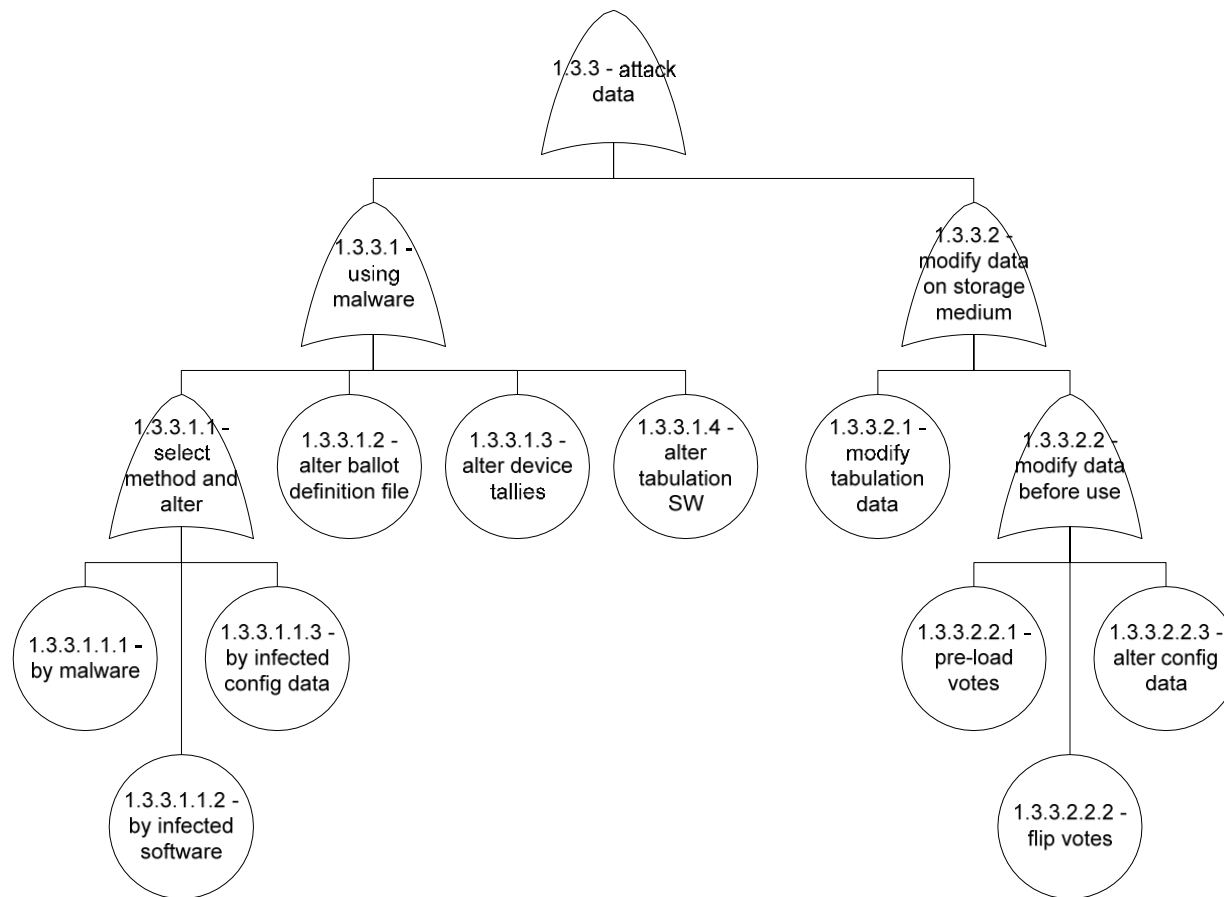 1.3.3 - attack
data
1.3.3.1 -
using
malware
1.3.3.2 -
modify data
on storage
medium
1.3.3.1.1 -
select
method and
alter
1.3.3.1.2 -
alter ballot
definition file
1.3.3.1.3 -
alter device
tallies
1.3.3.1.4 -
alter
tabulation
SW
1.3.3.2.1 -
modify
tabulation
data
1.3.3.2.2 -
modify data
before use
1.3.3.1.1.1 -
by malware
1.3.3.1.1.3 -
by infected
config data
1.3.3.2.2.1 -
pre-load
votes
1.3.3.2.2.3 -
alter config
data
1.3.3.1.1.2 -
by infected
software
1.3.3.2.2.2 -
flip votes